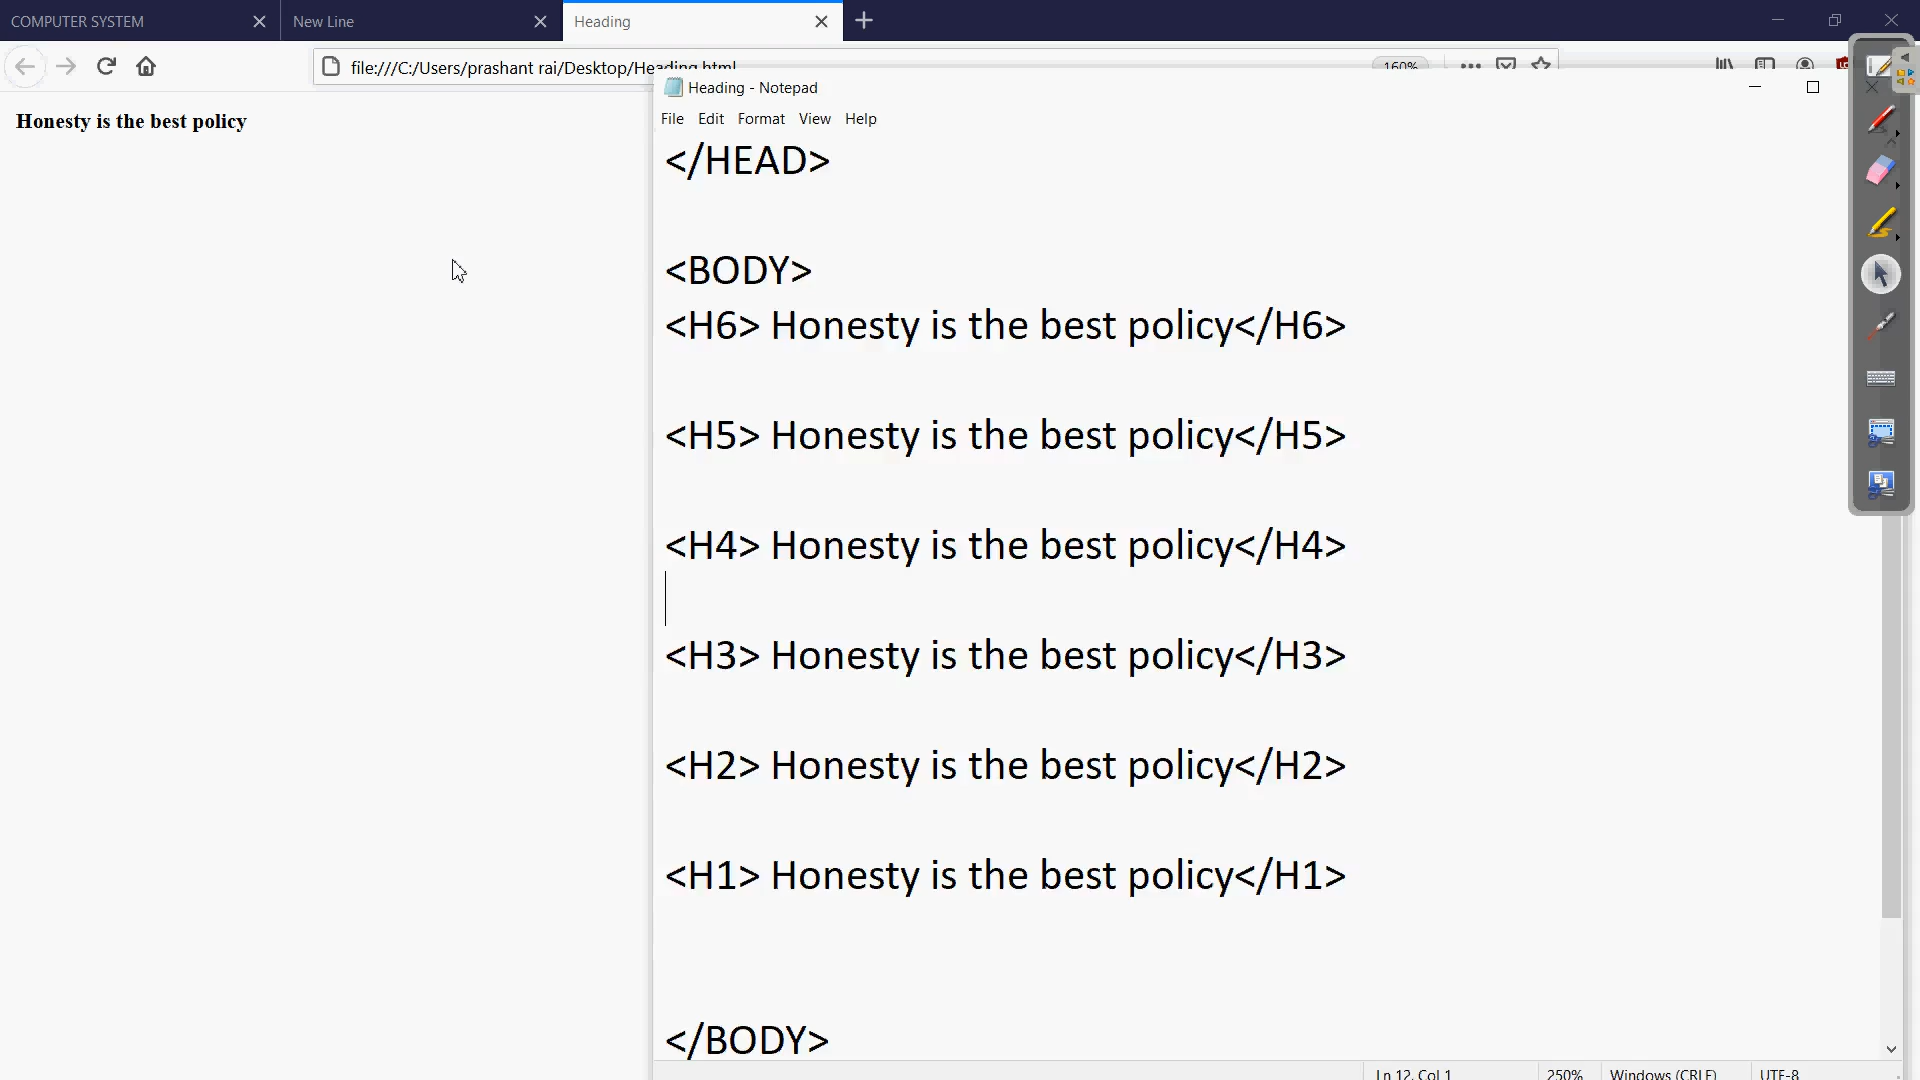 COMPUTER SYSTEM
New Line
Heading
file:///C:/Users/prashant rai/Desktop/Heading.html
160%
Honesty is the best policy
Heading - Notepad
File Edit Format View Help
</HEAD>
<BODY>
<H6> Honesty is the best policy</H6>
<H5> Honesty is the best policy</H5>
<H4> Honesty is the best policy</H4>
<H3> Honesty is the best policy</H3>
<H2> Honesty is the best policy</H2>
<H1> Honesty is the best policy</H1>
</BODY>
Ln 12, Col 1 250% Windows (CRLF) UTF-8